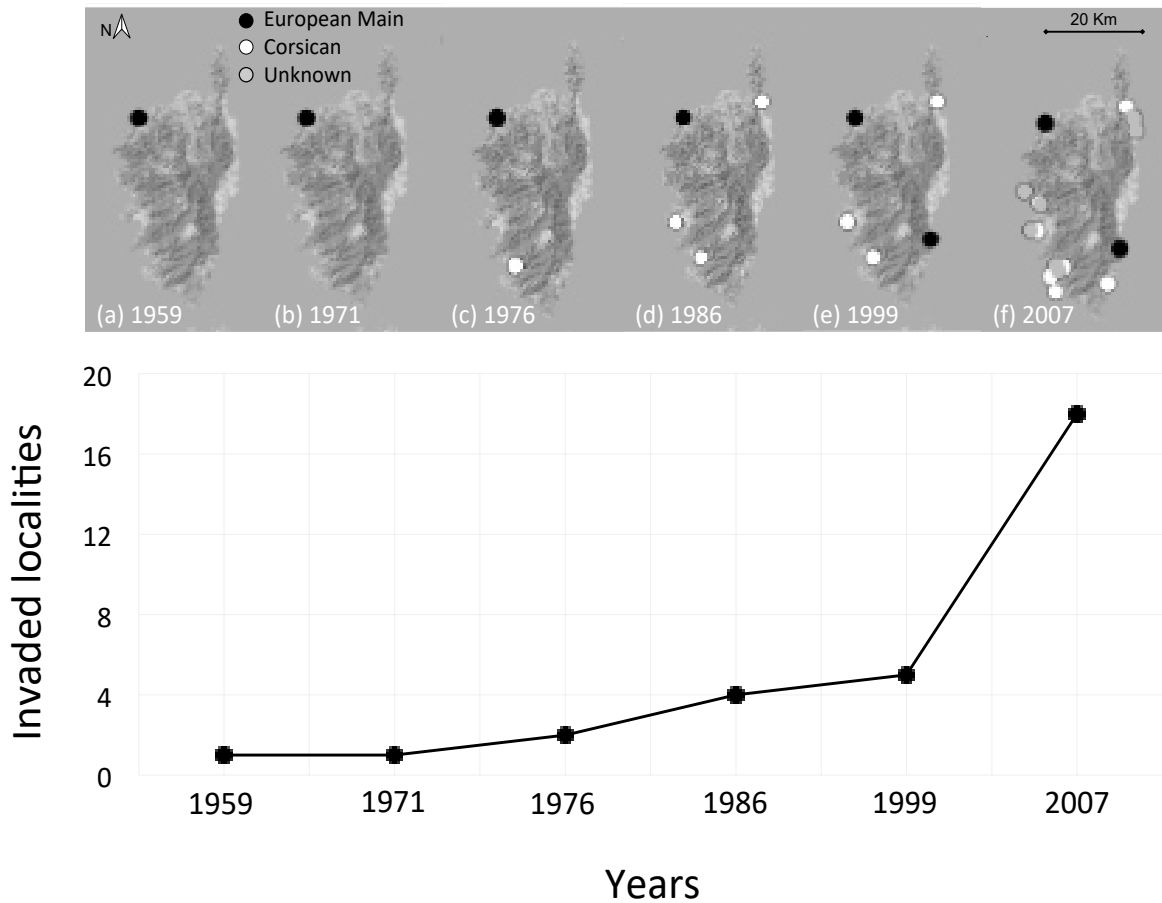 N
European Main
Corsican
Unknown
20 Km
(a) 1959
(b) 1971
(c) 1976
(d) 1986
(e) 1999
(f) 2007
Invaded localities
20
16
12
8
4
0
1959
1971
1976
1986
1999
2007
Years